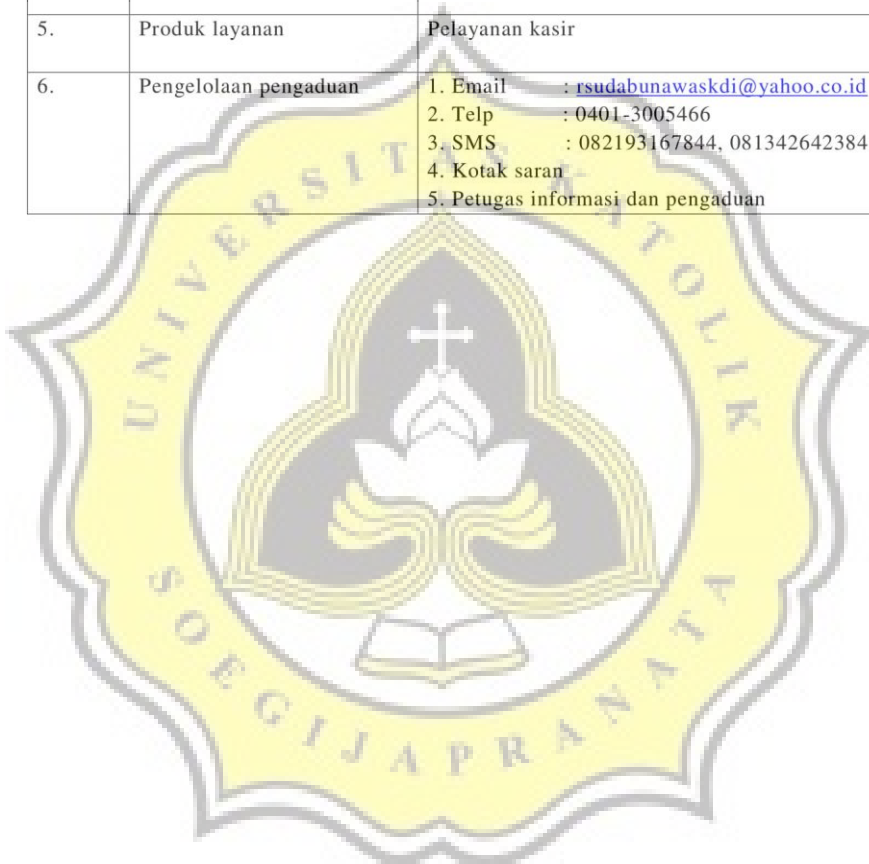 5. Produk layanan Pelayanan kasir
6. Pengelolaan pengaduan 1. Email : rsudabunawaskdi@yahoo.co.id
2. Telp : 0401-3005466
3. SMS : 082193167844, 081342642384
4. Kotak saran
5. Petugas informasi dan pengaduan
UNIVERSITAS KATOLIK
SOEGIJAPRANATA